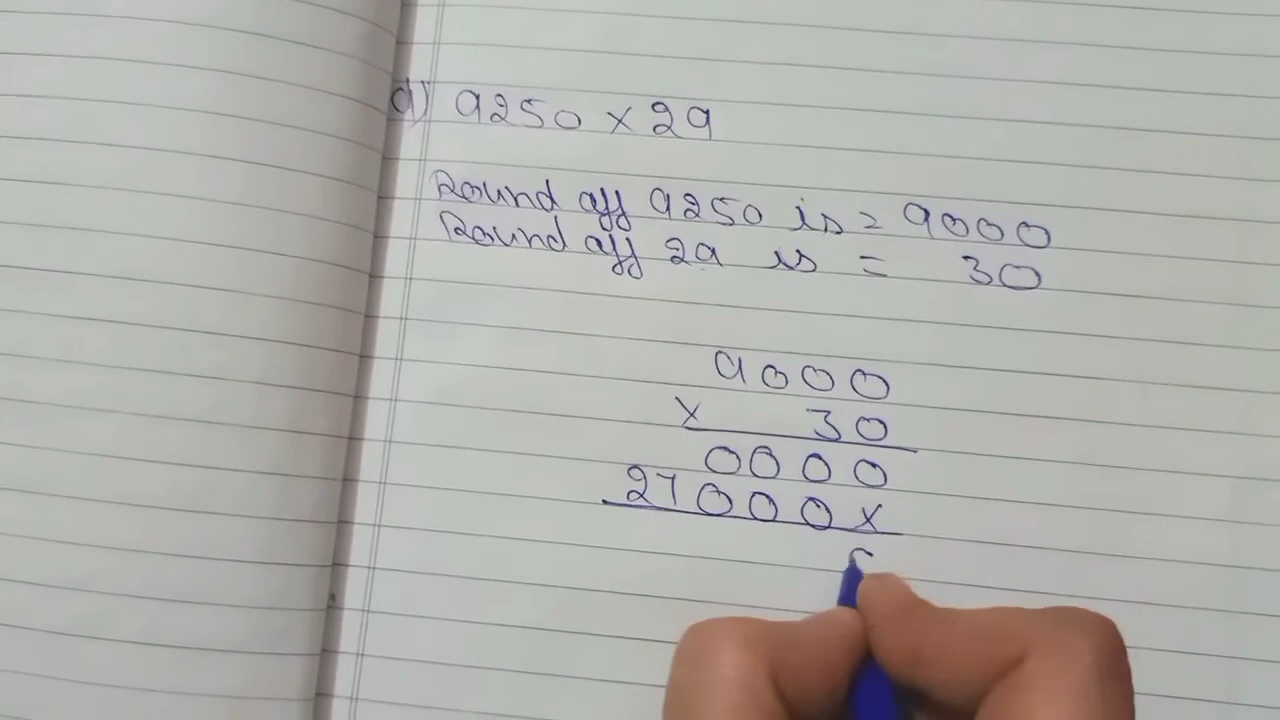 d) 9250 × 29
Round off 9250 is = 9000
Round off 29 is = 30
9000
× 30
0000
27000×